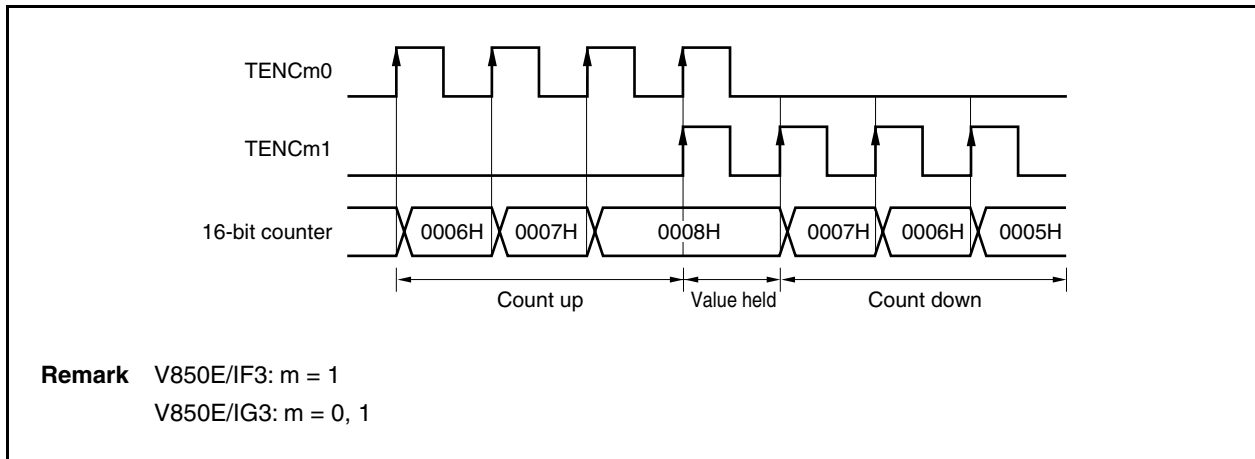 TENCm0
TENCm1
16-bit counter
0006H 0007H 0008H 0007H 0006H 0005H
Count up Value held Count down
Remark V850E/IF3: m = 1
V850E/IG3: m = 0, 1